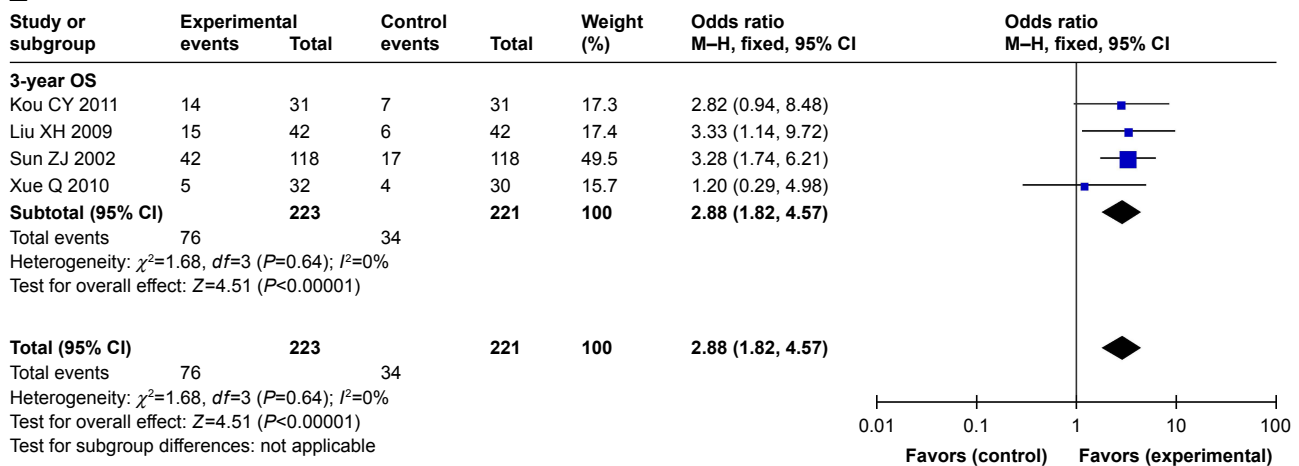 Study or subgroup Experimental events Total Control events Total Weight (%) Odds ratio M–H, fixed, 95% CI Odds ratio M–H, fixed, 95% CI
3-year OS
Kou CY 2011 14 31 7 31 17.3 2.82 (0.94, 8.48)
Liu XH 2009 15 42 6 42 17.4 3.33 (1.14, 9.72)
Sun ZJ 2002 42 118 17 118 49.5 3.28 (1.74, 6.21)
Xue Q 2010 5 32 4 30 15.7 1.20 (0.29, 4.98)
Subtotal (95% CI) 223 221 100 2.88 (1.82, 4.57)
Total events 76 34
Heterogeneity: χ²=1.68, df=3 (P=0.64); I²=0%
Test for overall effect: Z=4.51 (P<0.00001)
Total (95% CI) 223 221 100 2.88 (1.82, 4.57)
Total events 76 34
Heterogeneity: χ²=1.68, df=3 (P=0.64); I²=0%
Test for overall effect: Z=4.51 (P<0.00001)
Test for subgroup differences: not applicable
0.01 0.1 1 10 100
Favors (control) Favors (experimental)